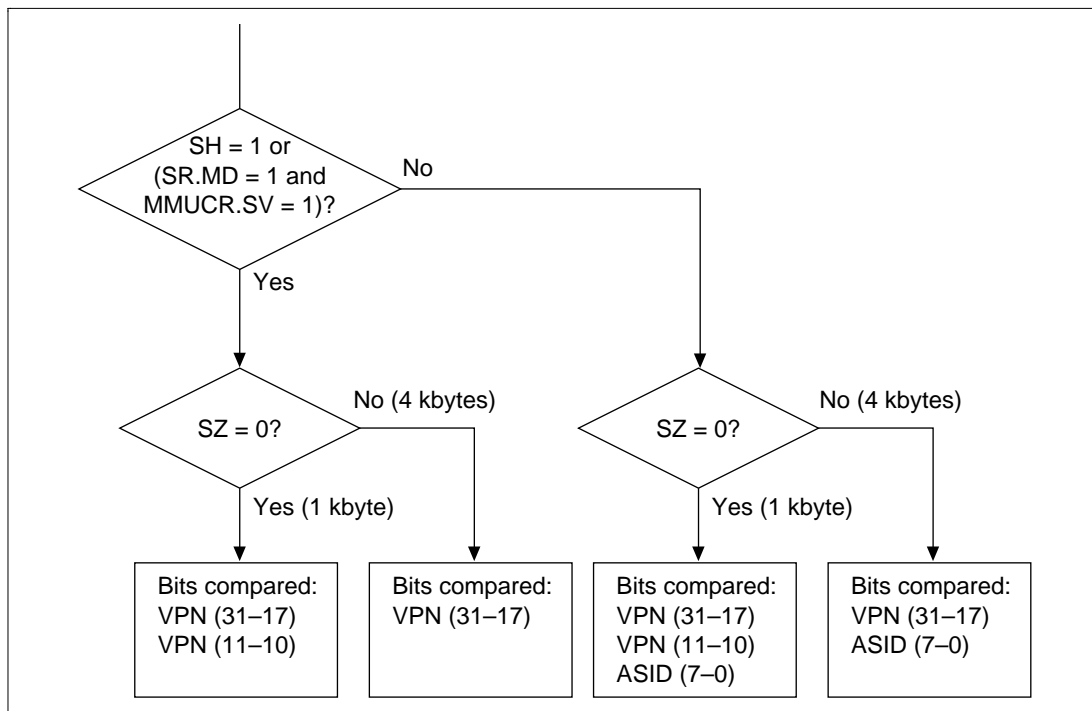 SH = 1 or
(SR.MD = 1 and
MMUCR.SV = 1)?
No
Yes
SZ = 0?
No (4 kbytes)
Yes (1 kbyte)
SZ = 0?
No (4 kbytes)
Yes (1 kbyte)
Bits compared:
VPN (31–17)
VPN (11–10)
Bits compared:
VPN (31–17)
Bits compared:
VPN (31–17)
VPN (11–10)
ASID (7–0)
Bits compared:
VPN (31–17)
ASID (7–0)